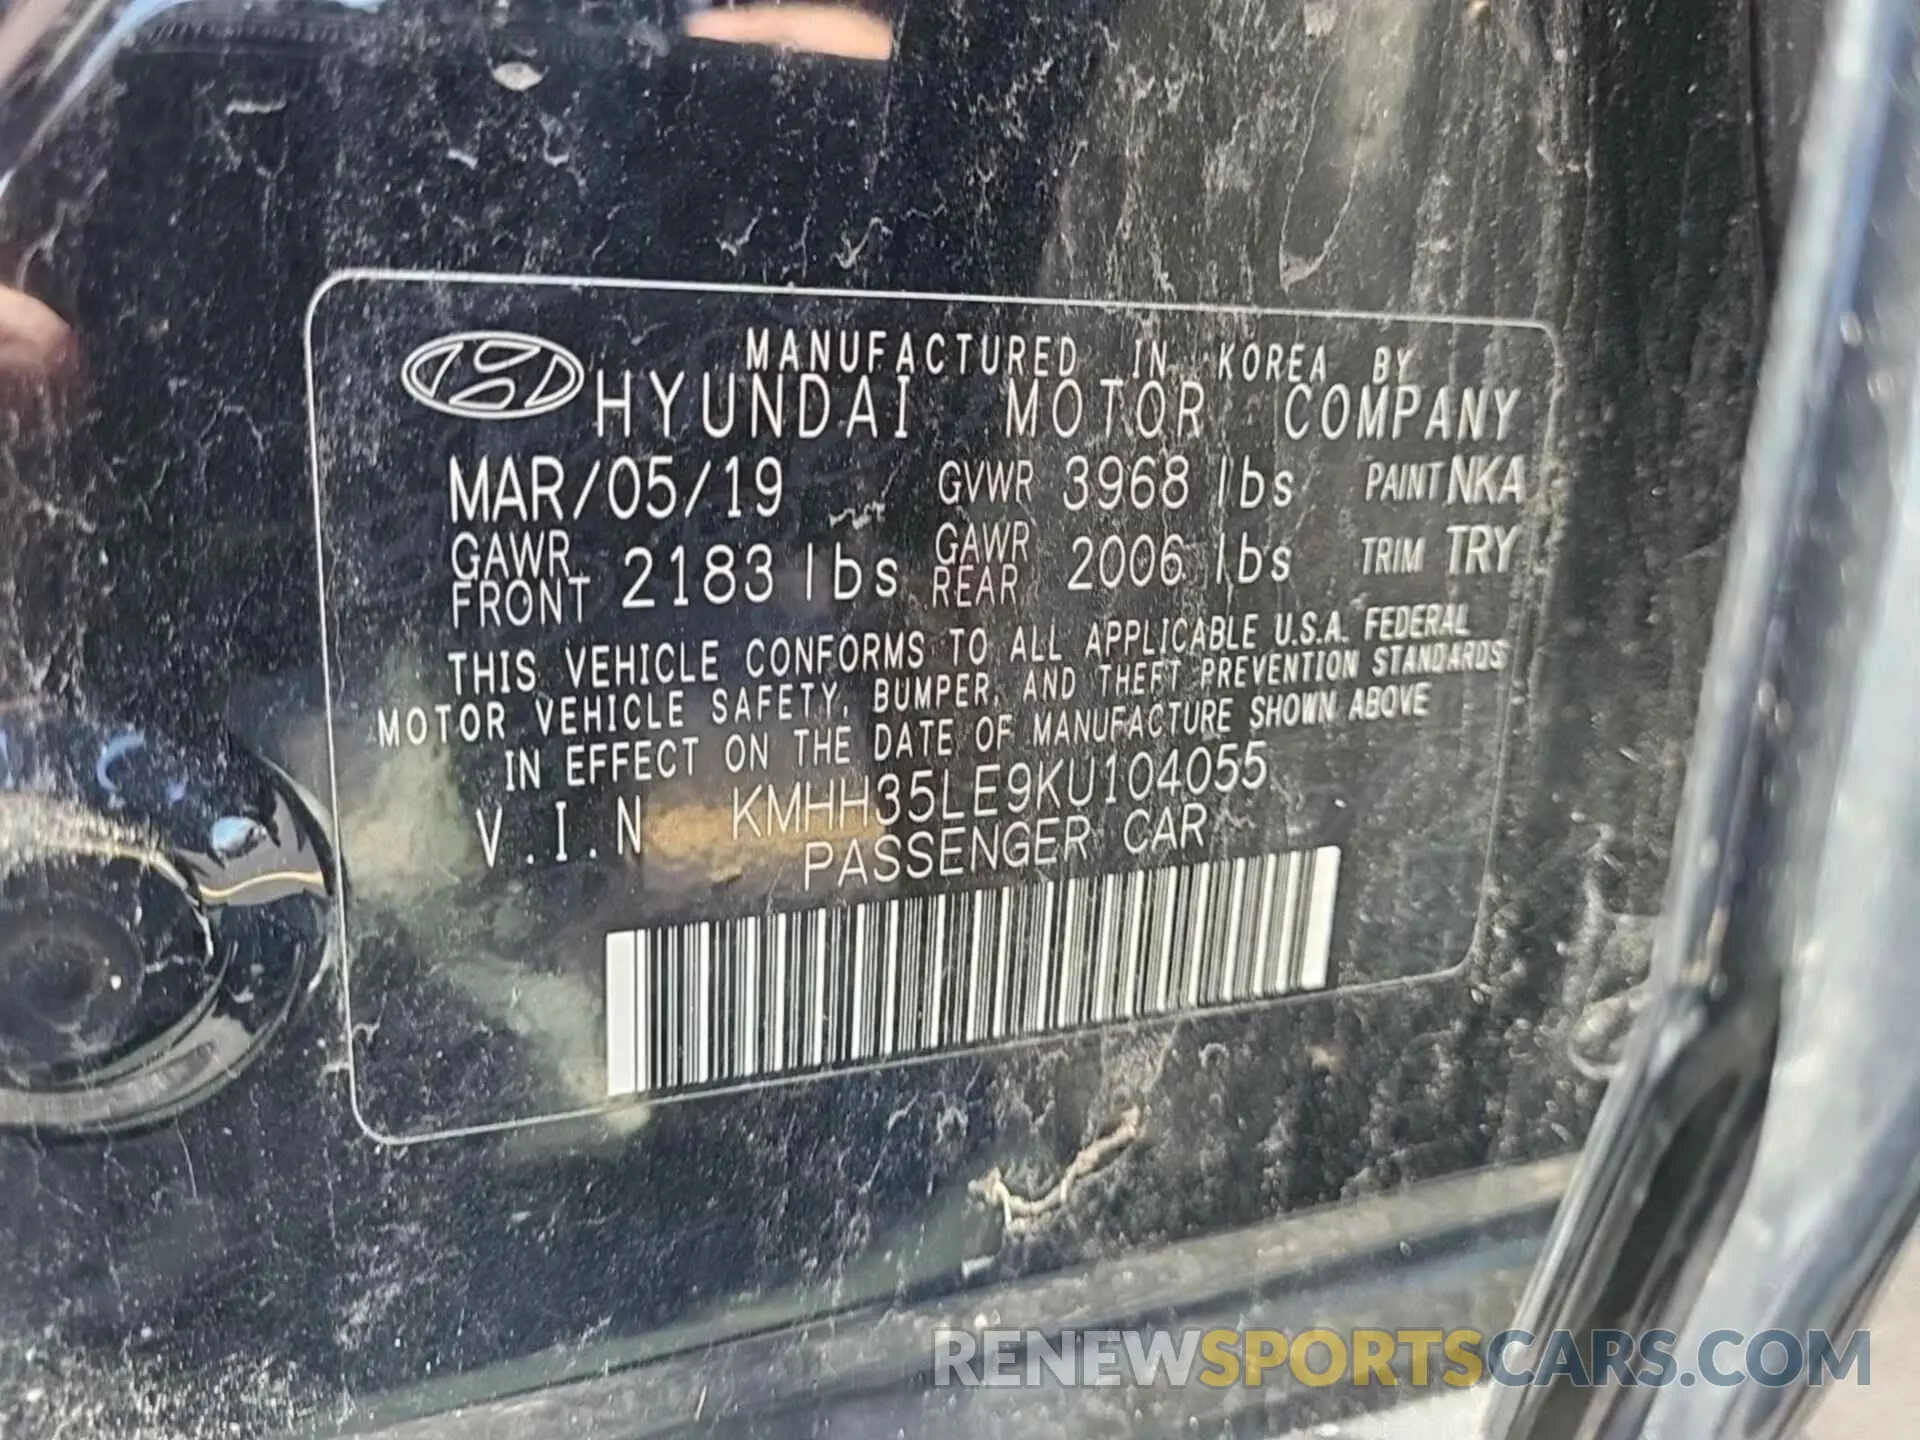 MANUFACTURED IN KOREA BY
HYUNDAI MOTOR COMPANY
MAR/05/19 GVWR 3968 lbs PAINT NKA
GAWR FRONT 2183 lbs GAWR REAR 2006 lbs TRIM TRY
THIS VEHICLE CONFORMS TO ALL APPLICABLE U.S.A. FEDERAL
MOTOR VEHICLE SAFETY, BUMPER, AND THEFT PREVENTION STANDARDS
IN EFFECT ON THE DATE OF MANUFACTURE SHOWN ABOVE
V.I.N KMHH35LE9KU104055
PASSENGER CAR
RENEWSPORTSCARS.COM